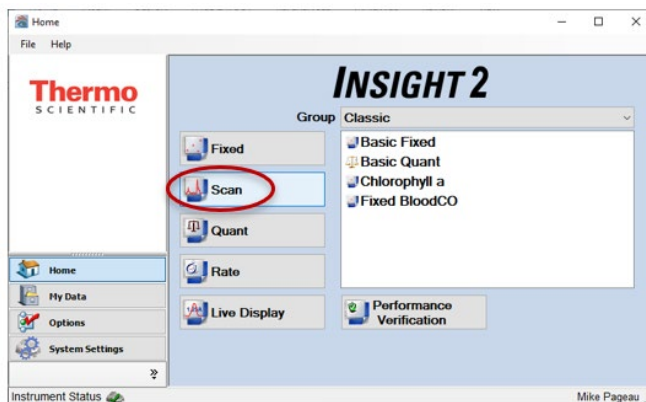 Home
File Help
Thermo
SCIENTIFIC
INSIGHT 2
Group Classic
Fixed
Scan
Quant
Rate
Live Display
Basic Fixed
Basic Quant
Chlorophyll a
Fixed BloodCO
Performance
Verification
Home
My Data
Options
System Settings
Instrument Status
Mike Pageau